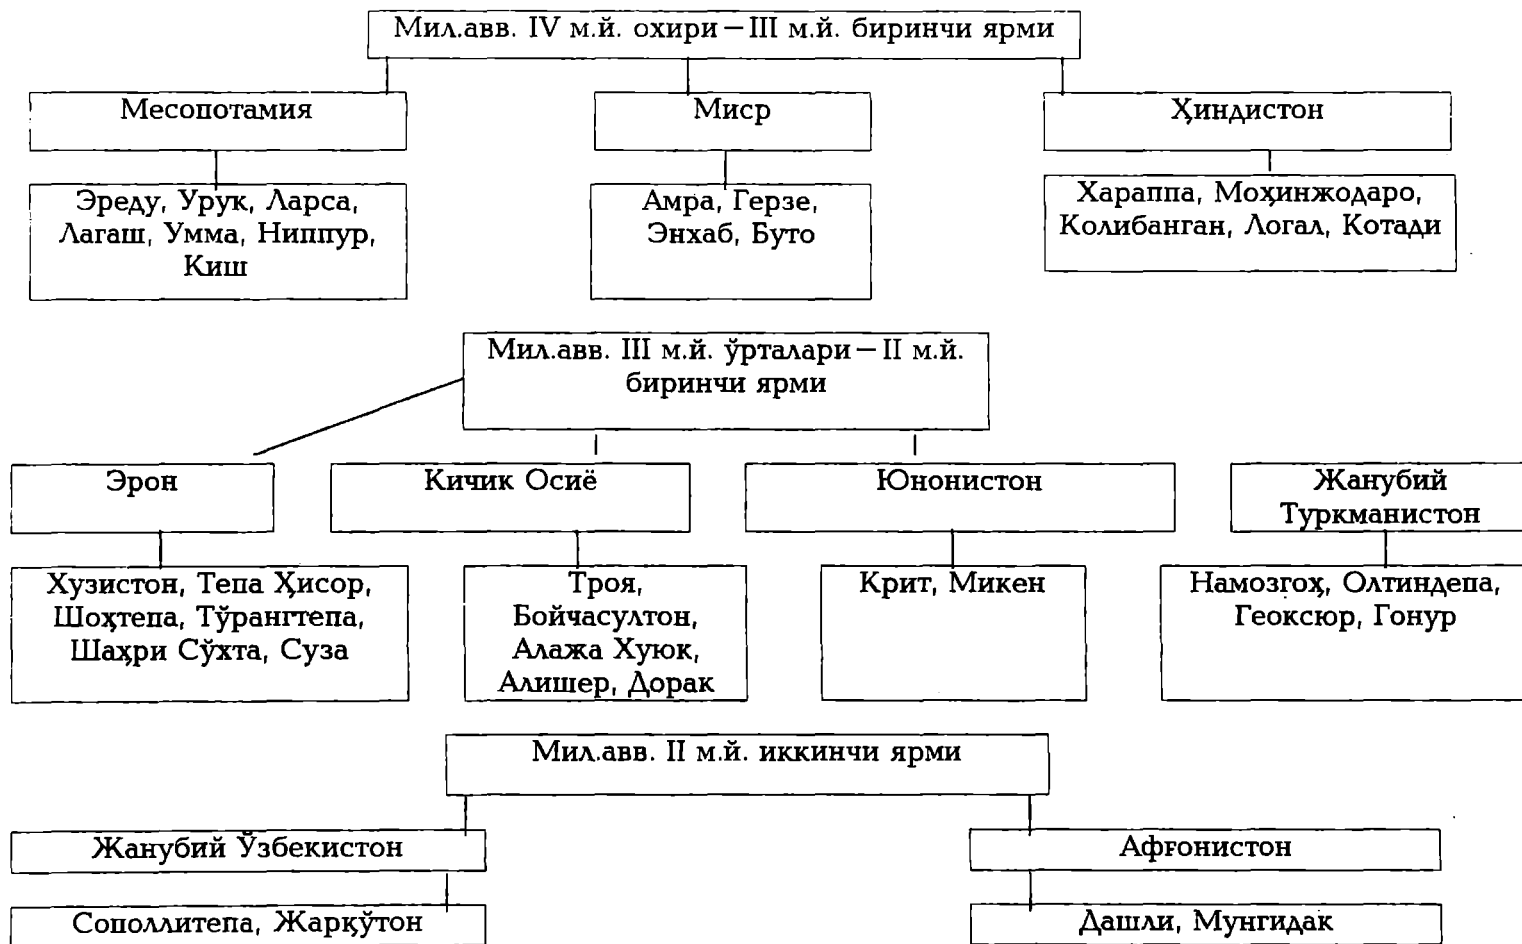 Мил.авв. IV м.й. охири — III м.й. биринчи ярми
Месопотамия
Миср
Ҳиндистон
Эреду, Урук, Ларса,
Лагаш, Умма, Ниппур,
Киш
Амра, Герзе,
Энхаб, Буто
Хараппа, Моҳинжодаро,
Колибанган, Логал, Котади
Мил.авв. III м.й. ўрталари — II м.й.
биринчи ярми
Эрон
Кичик Осиё
Юнонистон
Жанубий
Туркманистон
Хузистон, Тепа Ҳисор,
Шоҳтепа, Тўрангтепа,
Шаҳри Сўхта, Суза
Троя,
Бойчасултон,
Алажа Хуюк,
Алишер, Дорак
Крит, Микен
Намозгоҳ, Олтиндепа,
Геоксюр, Гонур
Мил.авв. II м.й. иккинчи ярми
Жанубий Ўзбекистон
Афғонистон
Сополлитепа, Жарқўтон
Дашли, Мунгидак